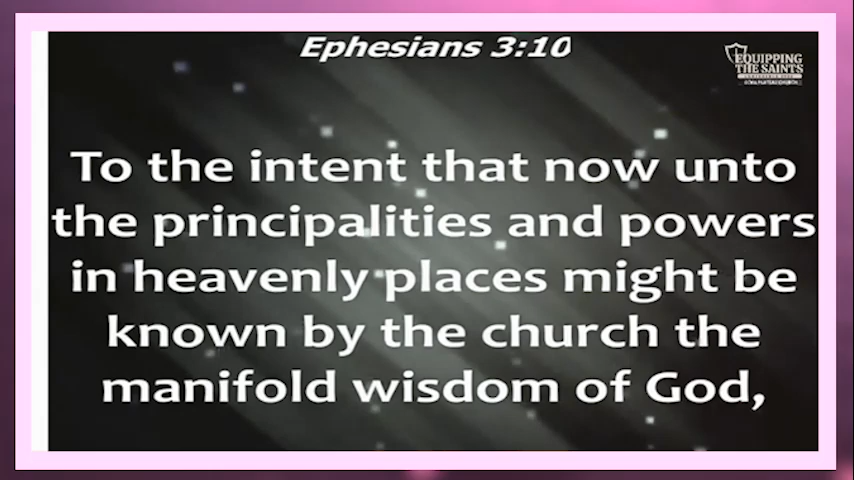 Ephesians 3:10
EQUIPPING
THE SAINTS
To the intent that now unto
the principalities and powers
in heavenly places might be
known by the church the
manifold wisdom of God,